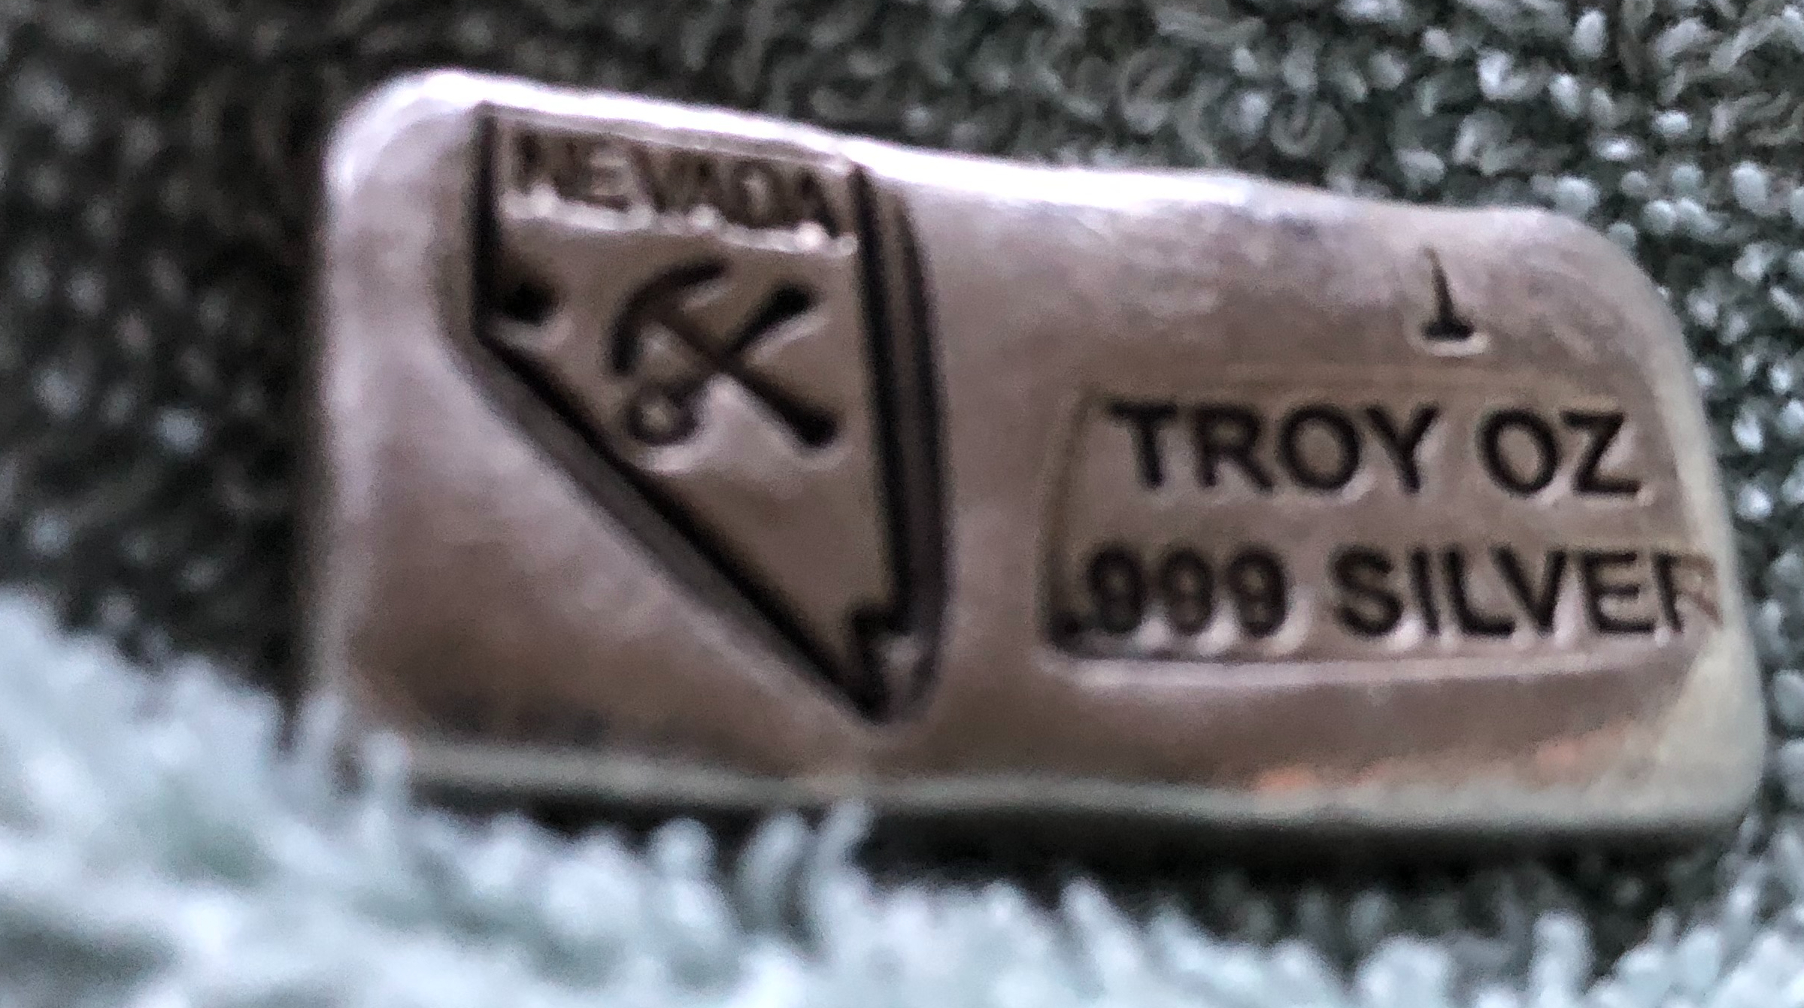 NEVADA
1
TROY OZ
.999 SILVER